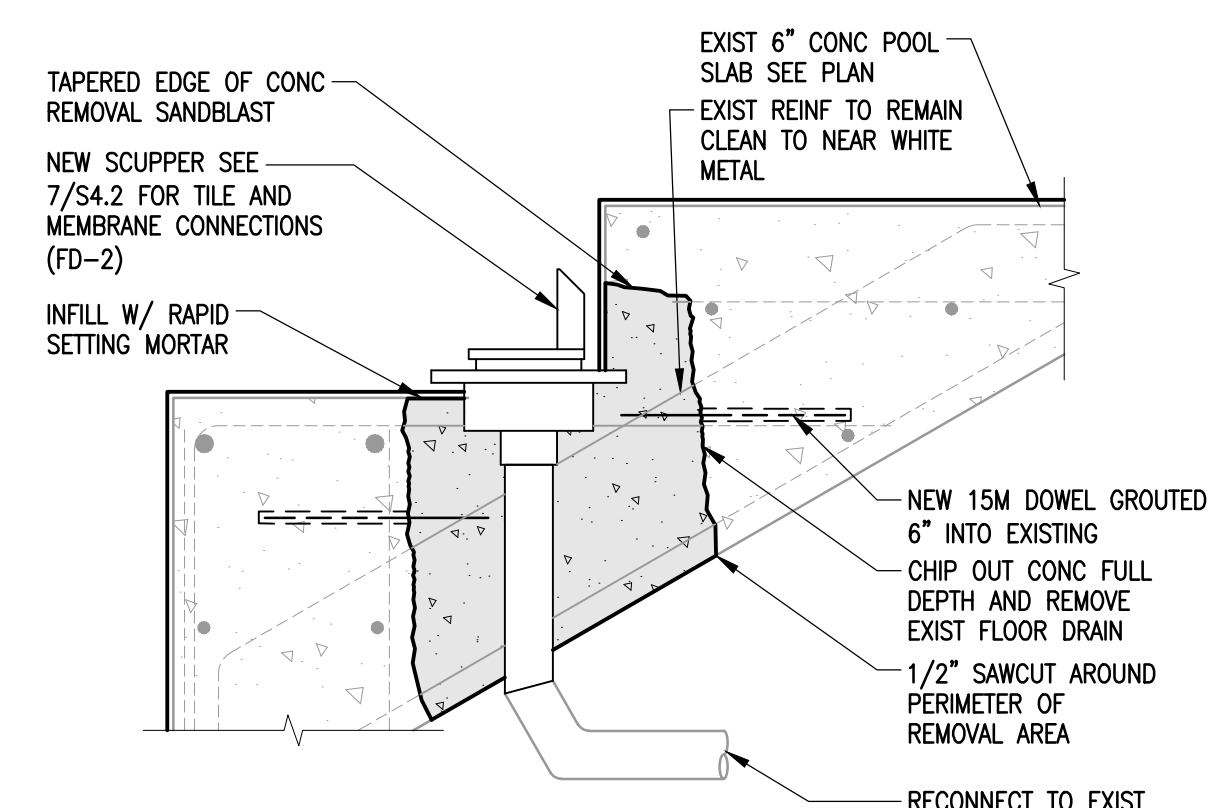 TAPERED EDGE OF CONC
REMOVAL SANDBLAST
NEW SCUPPER SEE
7/S4.2 FOR TILE AND
MEMBRANE CONNECTIONS
(FD-2)
INFILL W/ RAPID
SETTING MORTAR
EXIST 6" CONC POOL
SLAB SEE PLAN
EXIST REINF TO REMAIN
CLEAN TO NEAR WHITE
METAL
NEW 15M DOWEL GROUTED
6" INTO EXISTING
CHIP OUT CONC FULL
DEPTH AND REMOVE
EXIST FLOOR DRAIN
1/2" SAWCUT AROUND
PERIMETER OF
REMOVAL AREA
RECONNECT TO EXIST